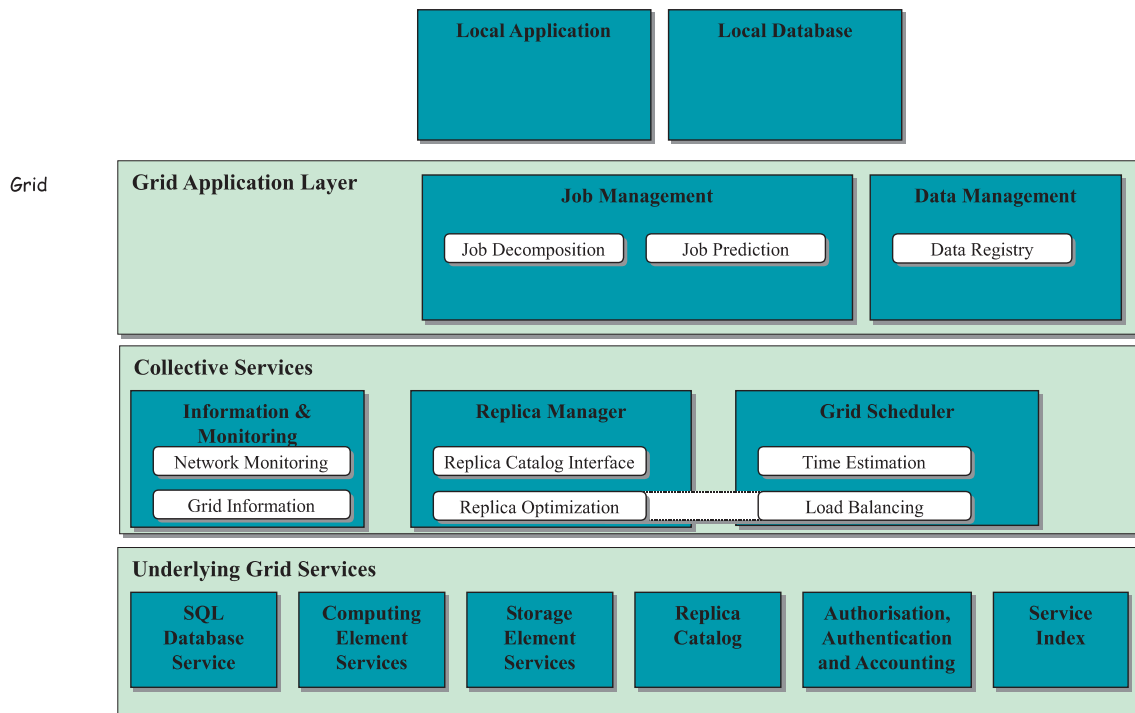 Local Application
Local Database
Grid
Grid Application Layer
Job Management
Job Decomposition
Job Prediction
Data Management
Data Registry
Collective Services
Information &
Monitoring
Network Monitoring
Grid Information
Replica Manager
Replica Catalog Interface
Replica Optimization
Grid Scheduler
Time Estimation
Load Balancing
Underlying Grid Services
SQL
Database
Service
Computing
Element
Services
Storage
Element
Services
Replica
Catalog
Authorisation,
Authentication
and Accounting
Service
Index